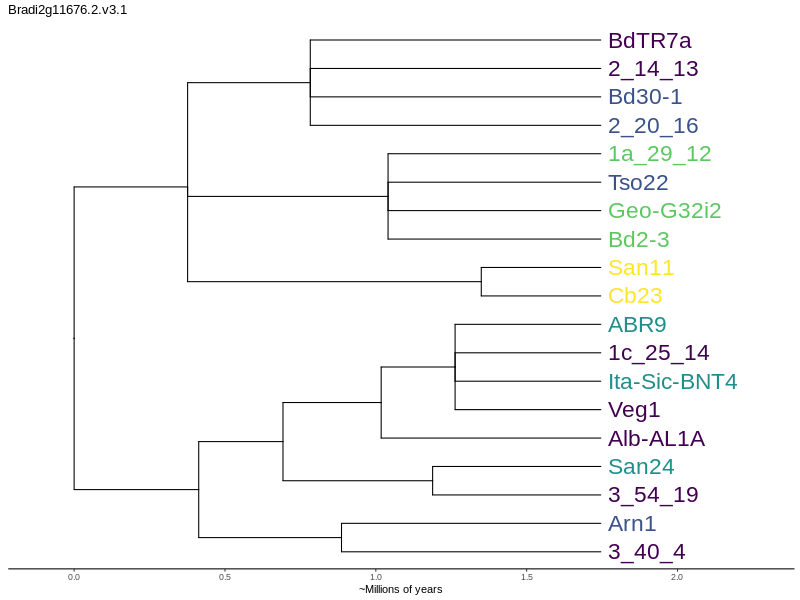 Bradi2g11676.2.v3.1
BdTR7a
2_14_13
Bd30-1
2_20_16
1a_29_12
Tso22
Geo-G32i2
Bd2-3
San11
Cb23
ABR9
1c_25_14
Ita-Sic-BNT4
Veg1
Alb-AL1A
San24
3_54_19
Arn1
3_40_4
0.0 0.5 1.0 1.5 2.0
~Millions of years